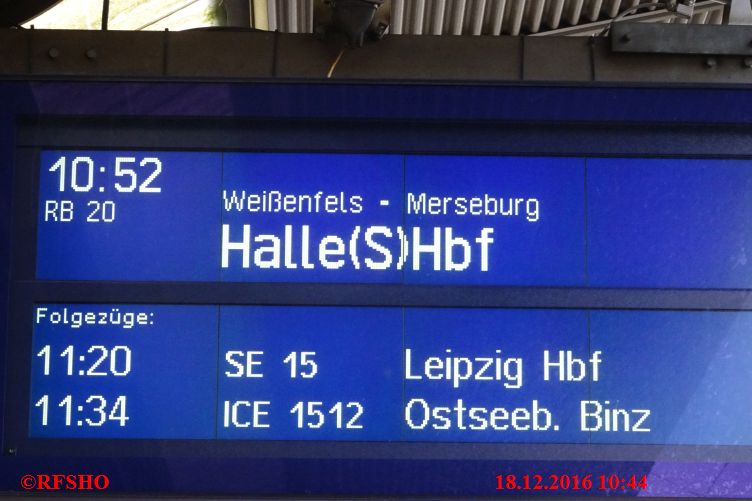 10:52
RB 20
Weißenfels - Merseburg
Halle(S)Hbf
Folgezüge:
11:20 SE 15 Leipzig Hbf
11:34 ICE 1512 Ostseeb. Binz
©RFSHO 18.12.2016 10:44